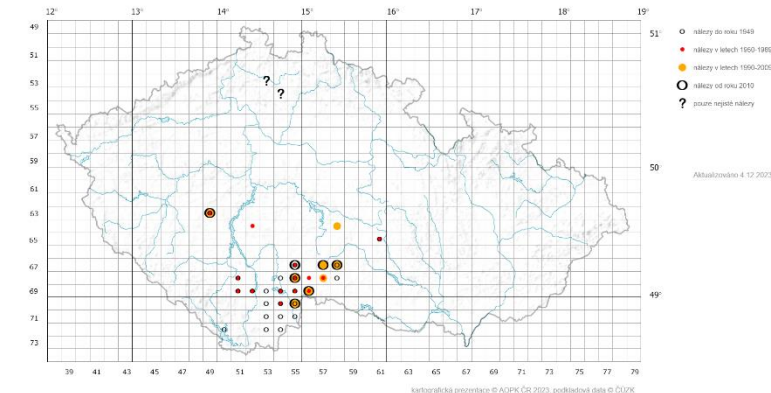 12° 13° 14° 15° 16° 17° 18° 19°
49
51
53
55
57
59
61
63
65
67
69
71
73
51°
50°
49°
? ?
nálezy do roku 1949
nálezy v letech 1950-1989
nálezy v letech 1990-2009
nálezy od roku 2010
? pouze nejisté nálezy
Aktualizováno 4.12.2023
39 41 43 45 47 49 51 53 55 57 59 61 63 65 67 69 71 73 75 77 79
kartografická prezentace © AOPK ČR 2023, podkladová data © ČÚZK